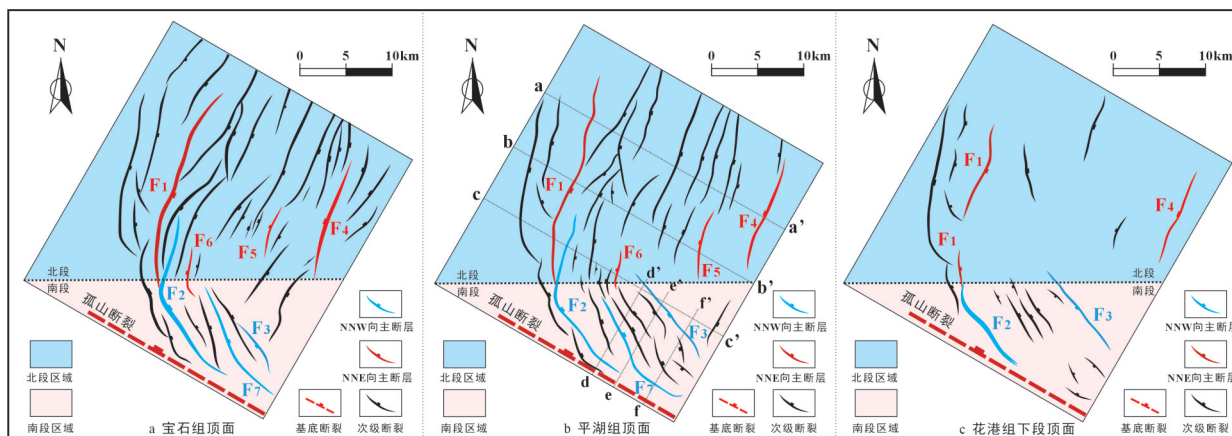 N
0 5 10km
F1
F4
F6
F5
北段
南段
F2
F3
F7
孤山断裂
北段区域
南段区域
NNW向主断层
NNE向主断层
基底断裂
次级断裂
a 宝石组顶面
N
0 5 10km
a
b
c
F1
F4
a’
F6
F5
d’
e’
b’
北段
南段
f’
F2
F3
c’
孤山断裂
F7
d
e
f
北段区域
南段区域
NNW向主断层
NNE向主断层
基底断裂
次级断裂
b 平湖组顶面
N
0 5 10km
F1
F4
F1
北段
南段
F2
F3
孤山断裂
北段区域
南段区域
NNW向主断层
NNE向主断层
基底断裂
次级断裂
c 花港组下段顶面